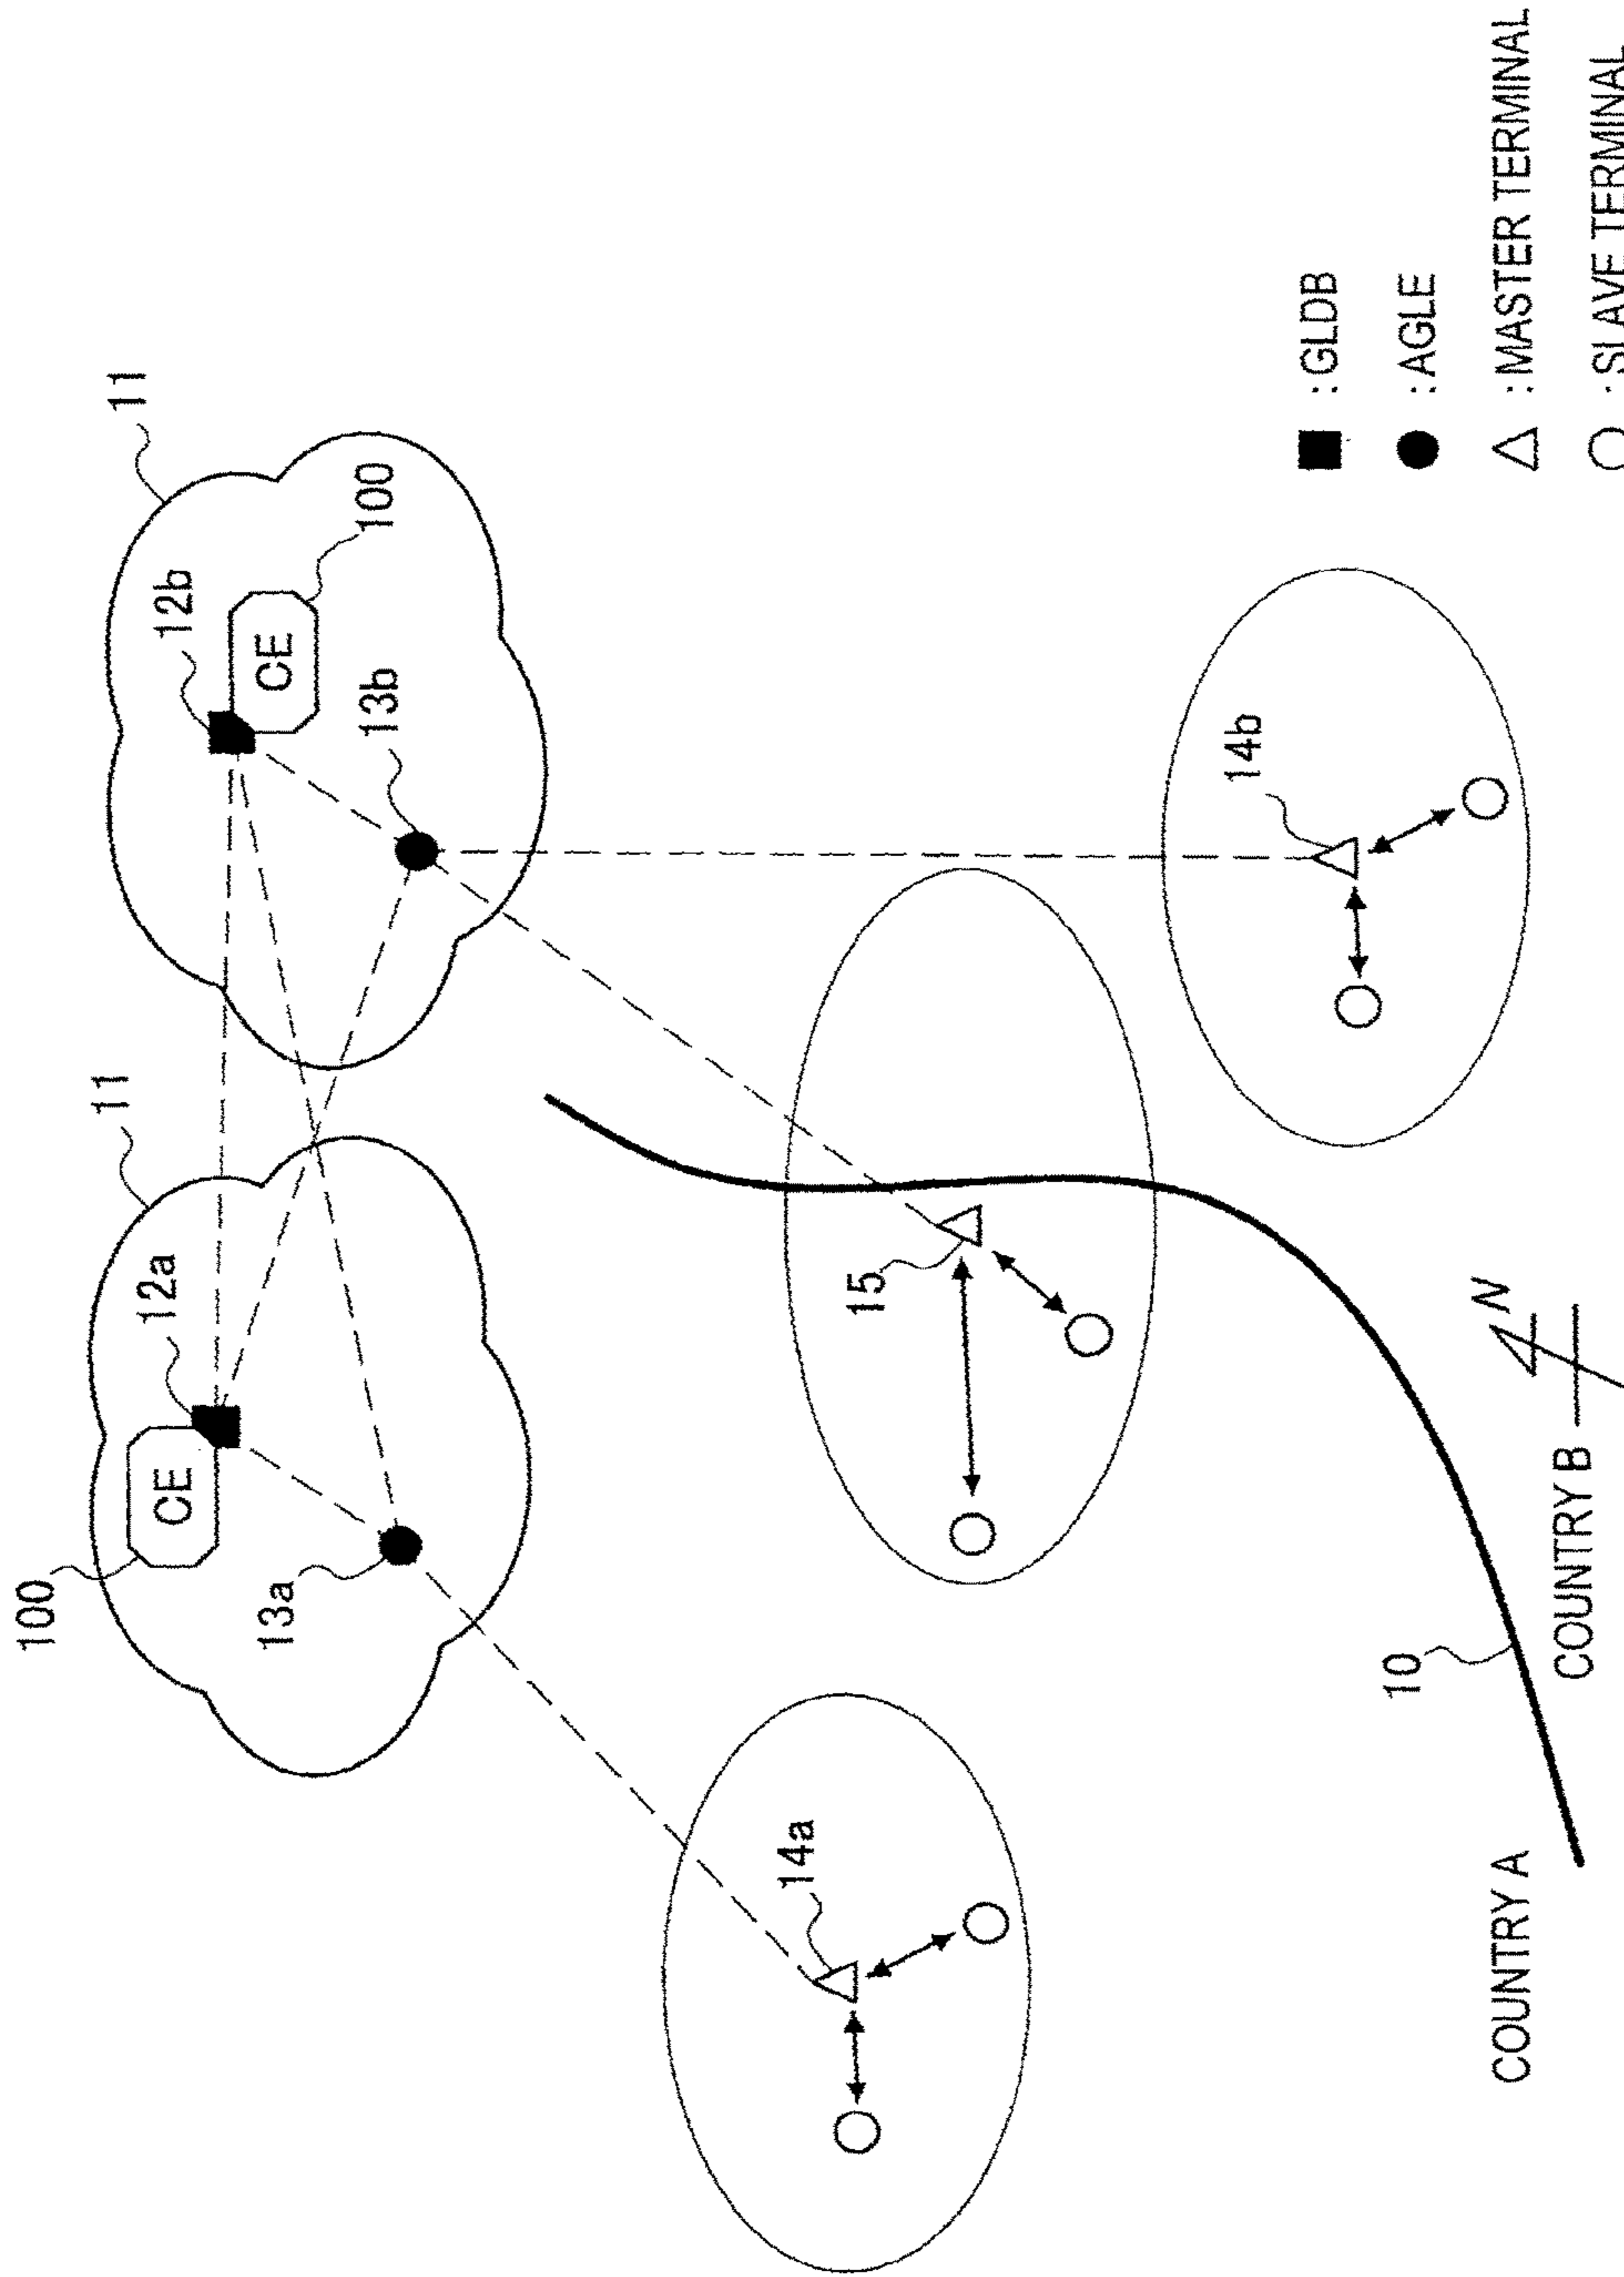 100
CE
12a
11
13a
12b
11
CE
100
13b
14a
15
14b
10
COUNTRY A
COUNTRY B
N
:GLDB
:AGLE
:MASTER TERMINAL
:SLAVE TERMINAL